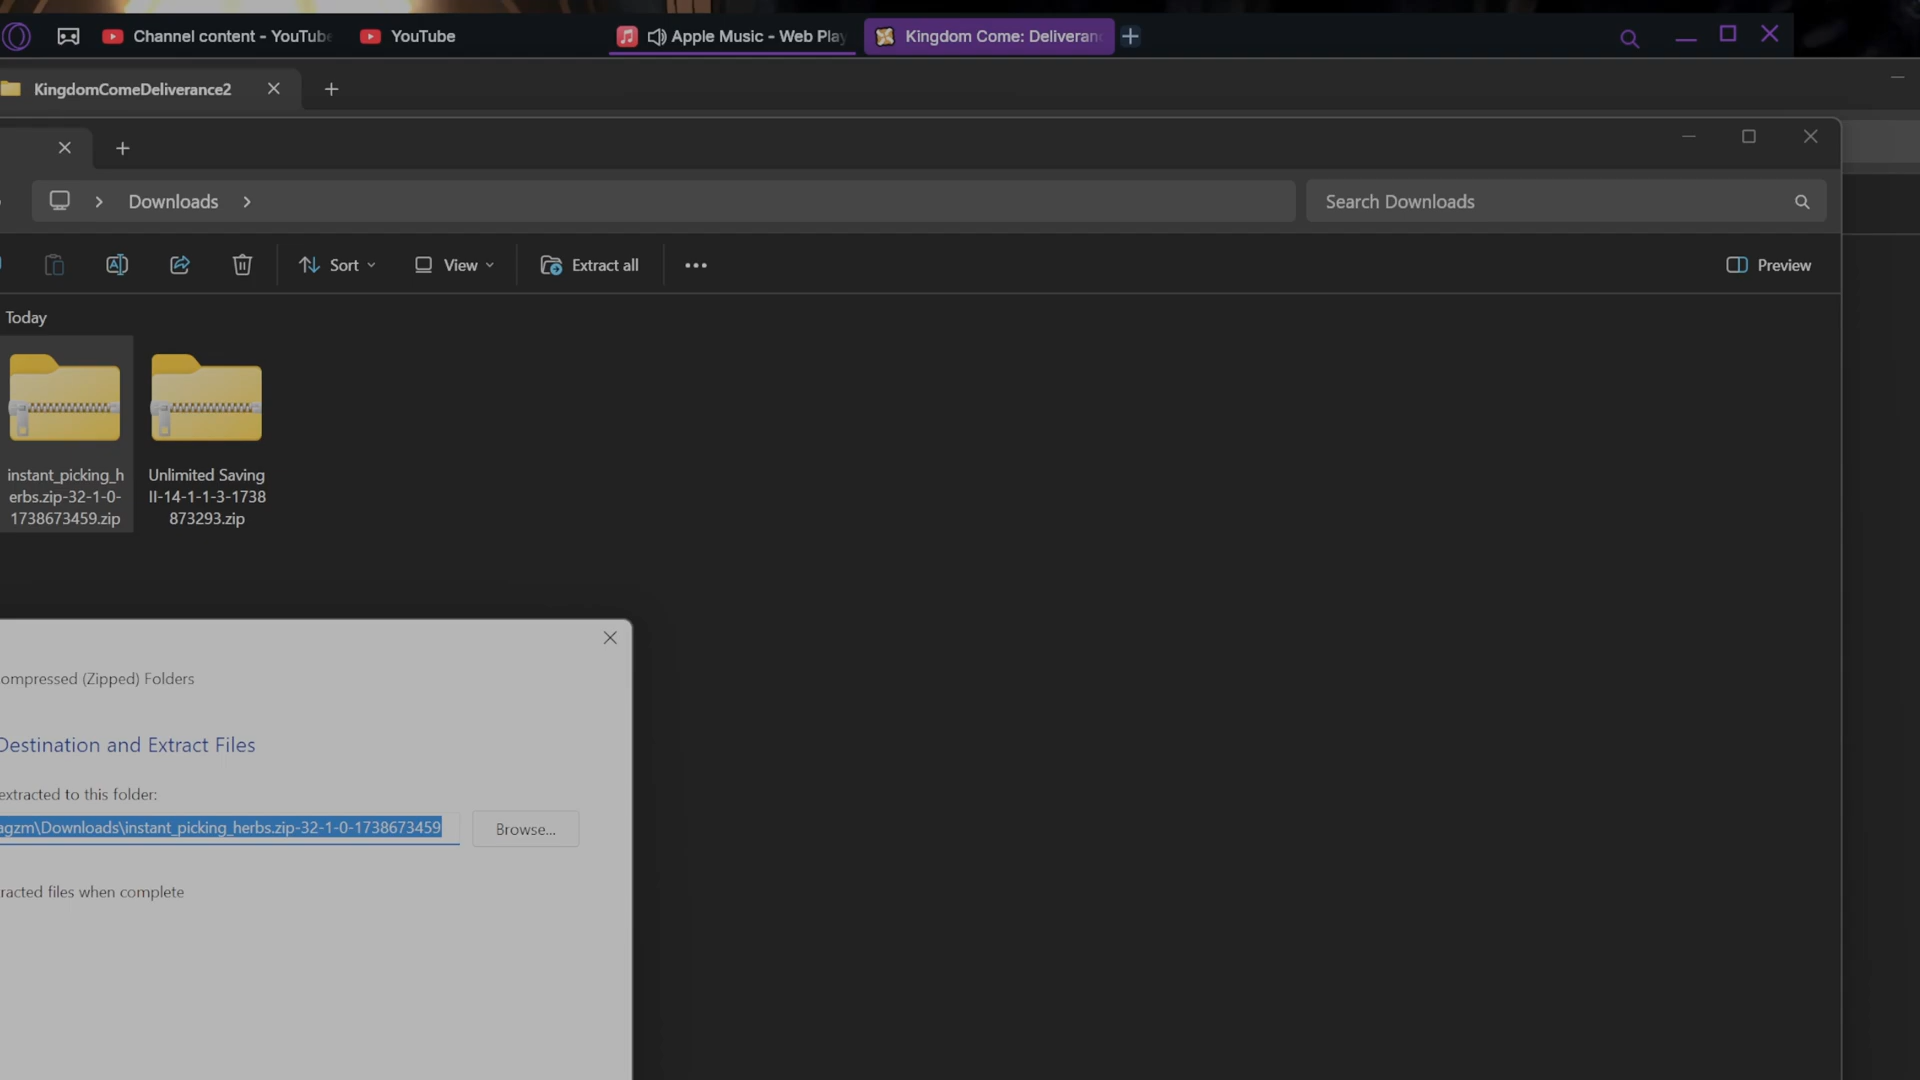 Channel content - YouTube
YouTube
Apple Music - Web Play
Kingdom Come: Deliveran
KingdomComeDeliverance2
Downloads
Search Downloads
Sort
View
Extract all
Preview
Today
instant_picking_h
erbs.zip-32-1-0-
1738673459.zip
Unlimited Saving
II-14-1-1-3-1738
873293.zip
ompressed (Zipped) Folders
Destination and Extract Files
extracted to this folder:
agzm\Downloads\instant_picking_herbs.zip-32-1-0-1738673459
Browse...
racted files when complete